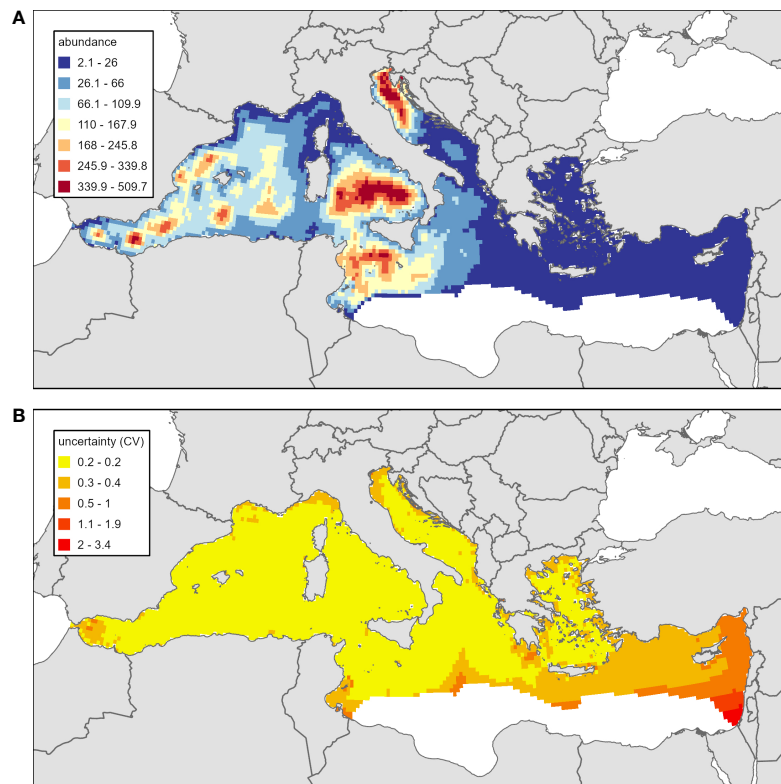 A
abundance
2.1 - 26
26.1 - 66
66.1 - 109.9
110 - 167.9
168 - 245.8
245.9 - 339.8
339.9 - 509.7
B
uncertainty (CV)
0.2 - 0.2
0.3 - 0.4
0.5 - 1
1.1 - 1.9
2 - 3.4